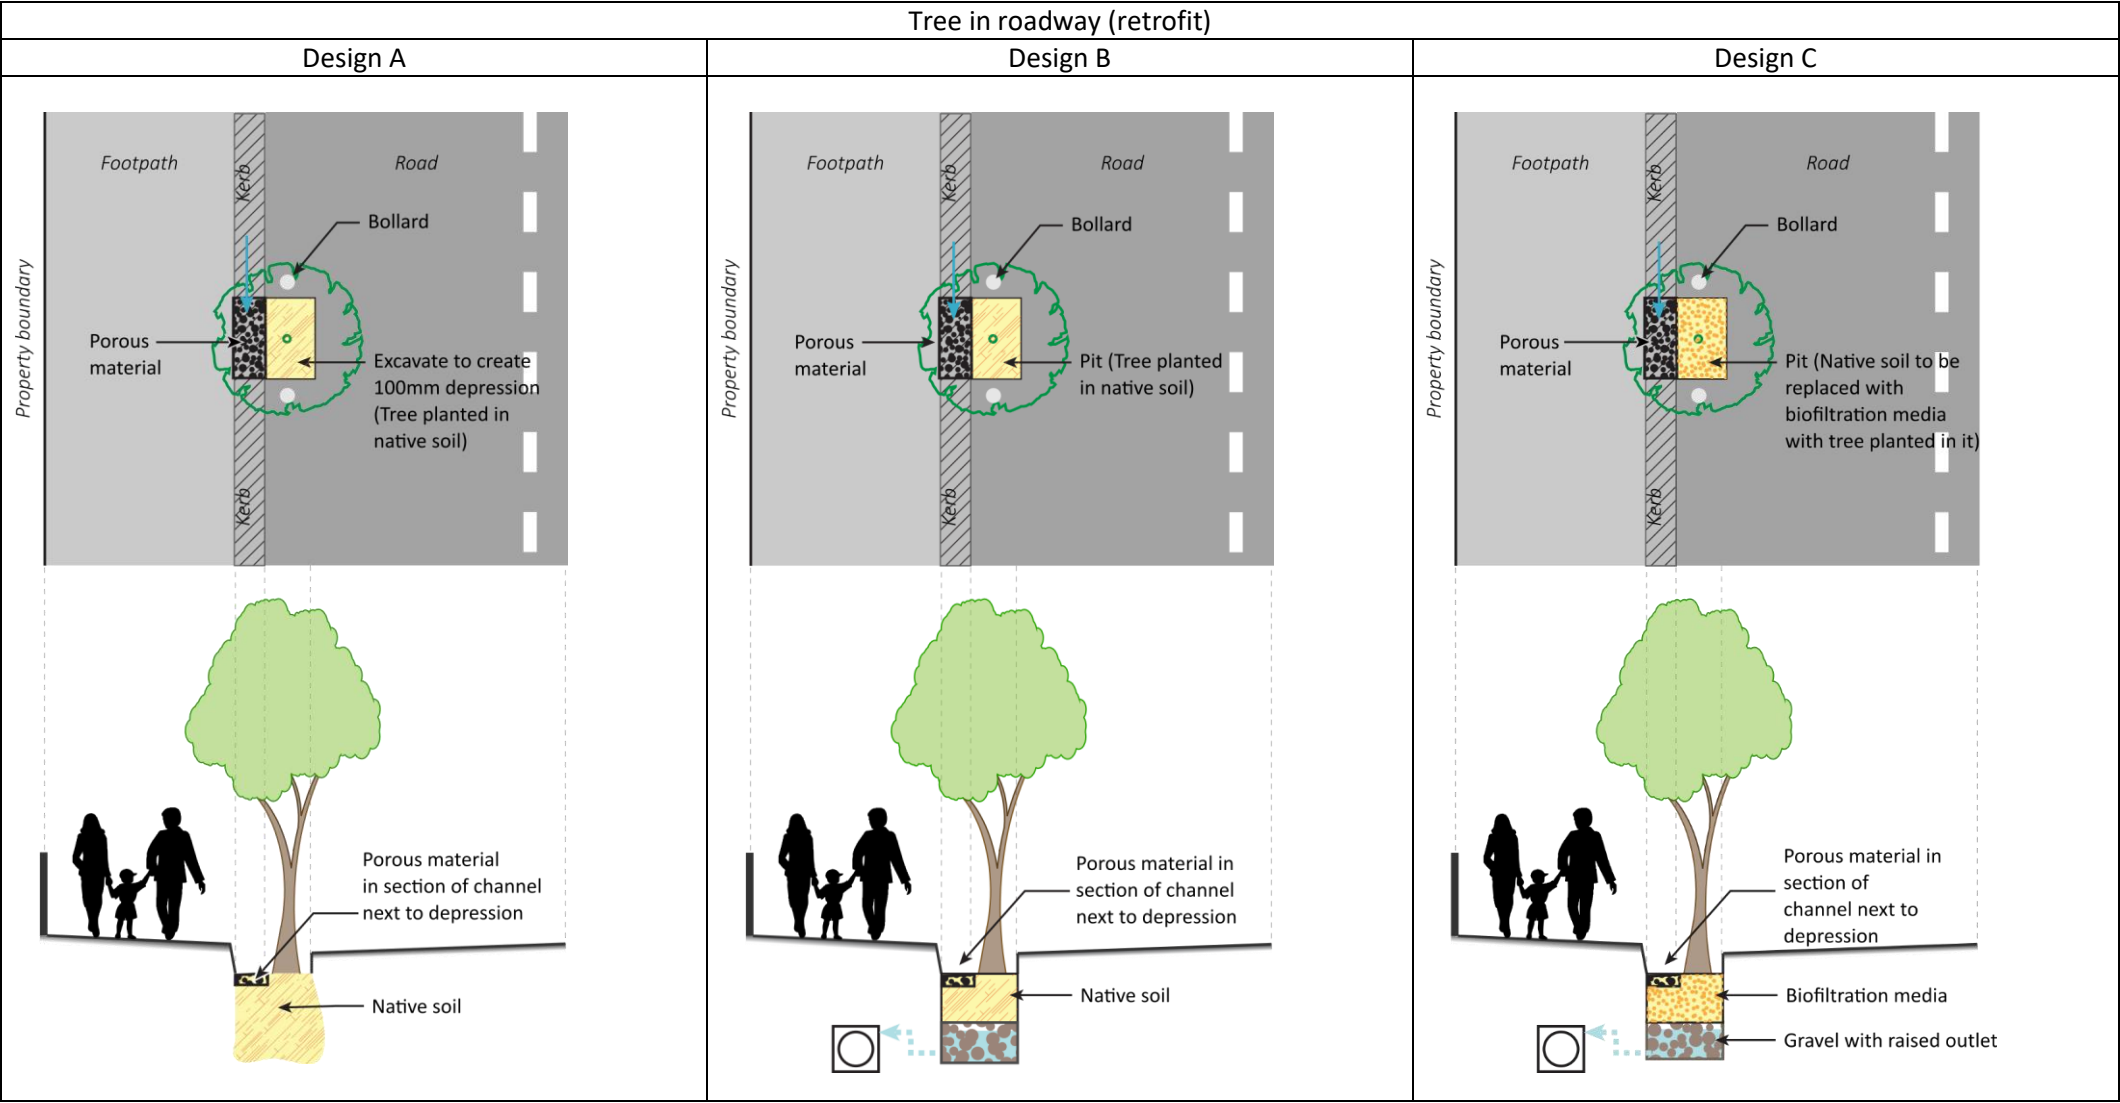 Tree in roadway (retrofit)
Design A
Design B
Design C
Footpath
Kerb
Road
Bollard
Property boundary
Porous
material
Excavate to create
100mm depression
(Tree planted in
native soil)
Kerb
Porous material
in section of channel
next to depression
Native soil
Footpath
Kerb
Road
Bollard
Property boundary
Porous
material
Pit (Tree planted
in native soil)
Kerb
Porous material in
section of channel
next to depression
Native soil
Footpath
Kerb
Road
Bollard
Property boundary
Porous
material
Pit (Native soil to be
replaced with
biofiltration media
with tree planted in it)
Kerb
Porous material in
section of
channel next to
depression
Biofiltration media
Gravel with raised outlet